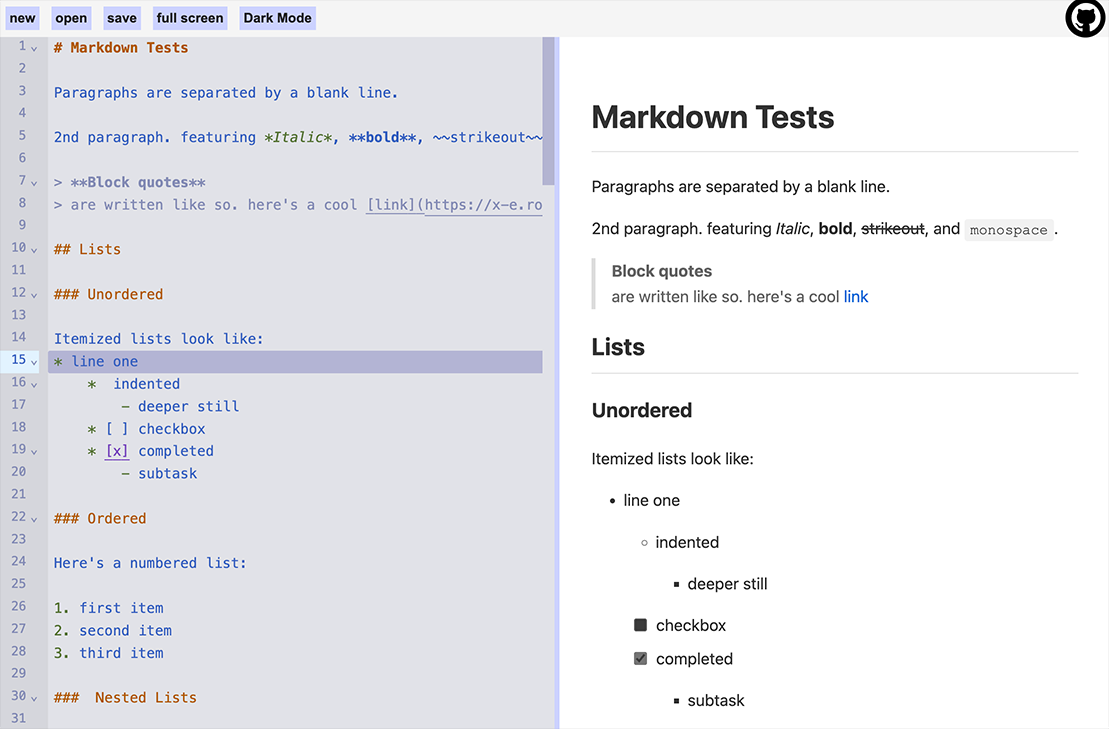 new open save full screen Dark Mode
1 # Markdown Tests
2
3 Paragraphs are separated by a blank line.
4
5 2nd paragraph. featuring *Italic*, **bold**, ~~strikeout~~
6
7 > **Block quotes**
8 > are written like so. here's a cool [link](https://x-e.ro
9
10 ## Lists
11
12 ### Unordered
13
14 Itemized lists look like:
15 * line one
16     *  indented
17         - deeper still
18     * [ ] checkbox
19     * [x] completed
20         - subtask
21
22 ### Ordered
23
24 Here's a numbered list:
25
26 1. first item
27 2. second item
28 3. third item
29
30 ###  Nested Lists
31
Markdown Tests
Paragraphs are separated by a blank line.
2nd paragraph. featuring Italic, bold, strikeout, and monospace.
Block quotes
are written like so. here's a cool link
Lists
Unordered
Itemized lists look like:
• line one
◦ indented
▪ deeper still
checkbox
completed
▪ subtask